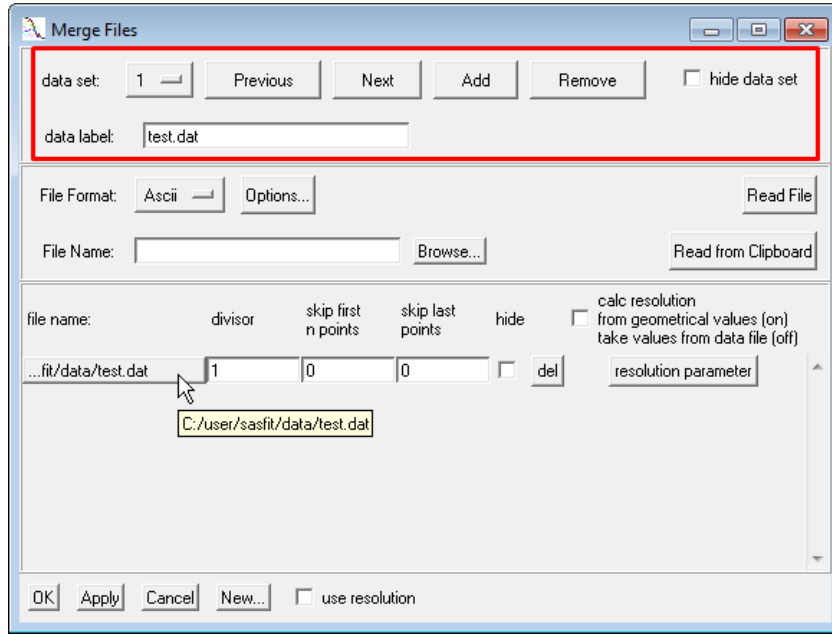 Merge Files
data set: 1 Previous Next Add Remove hide data set
data label: test.dat
File Format: Ascii Options... Read File
File Name: Browse... Read from Clipboard
file name: divisor skip first n points skip last points hide calc resolution
from geometrical values (on)
take values from data file (off)
...fit/data/test.dat 1 0 0 del resolution parameter
C:/user/sasfit/data/test.dat
OK Apply Cancel New... use resolution